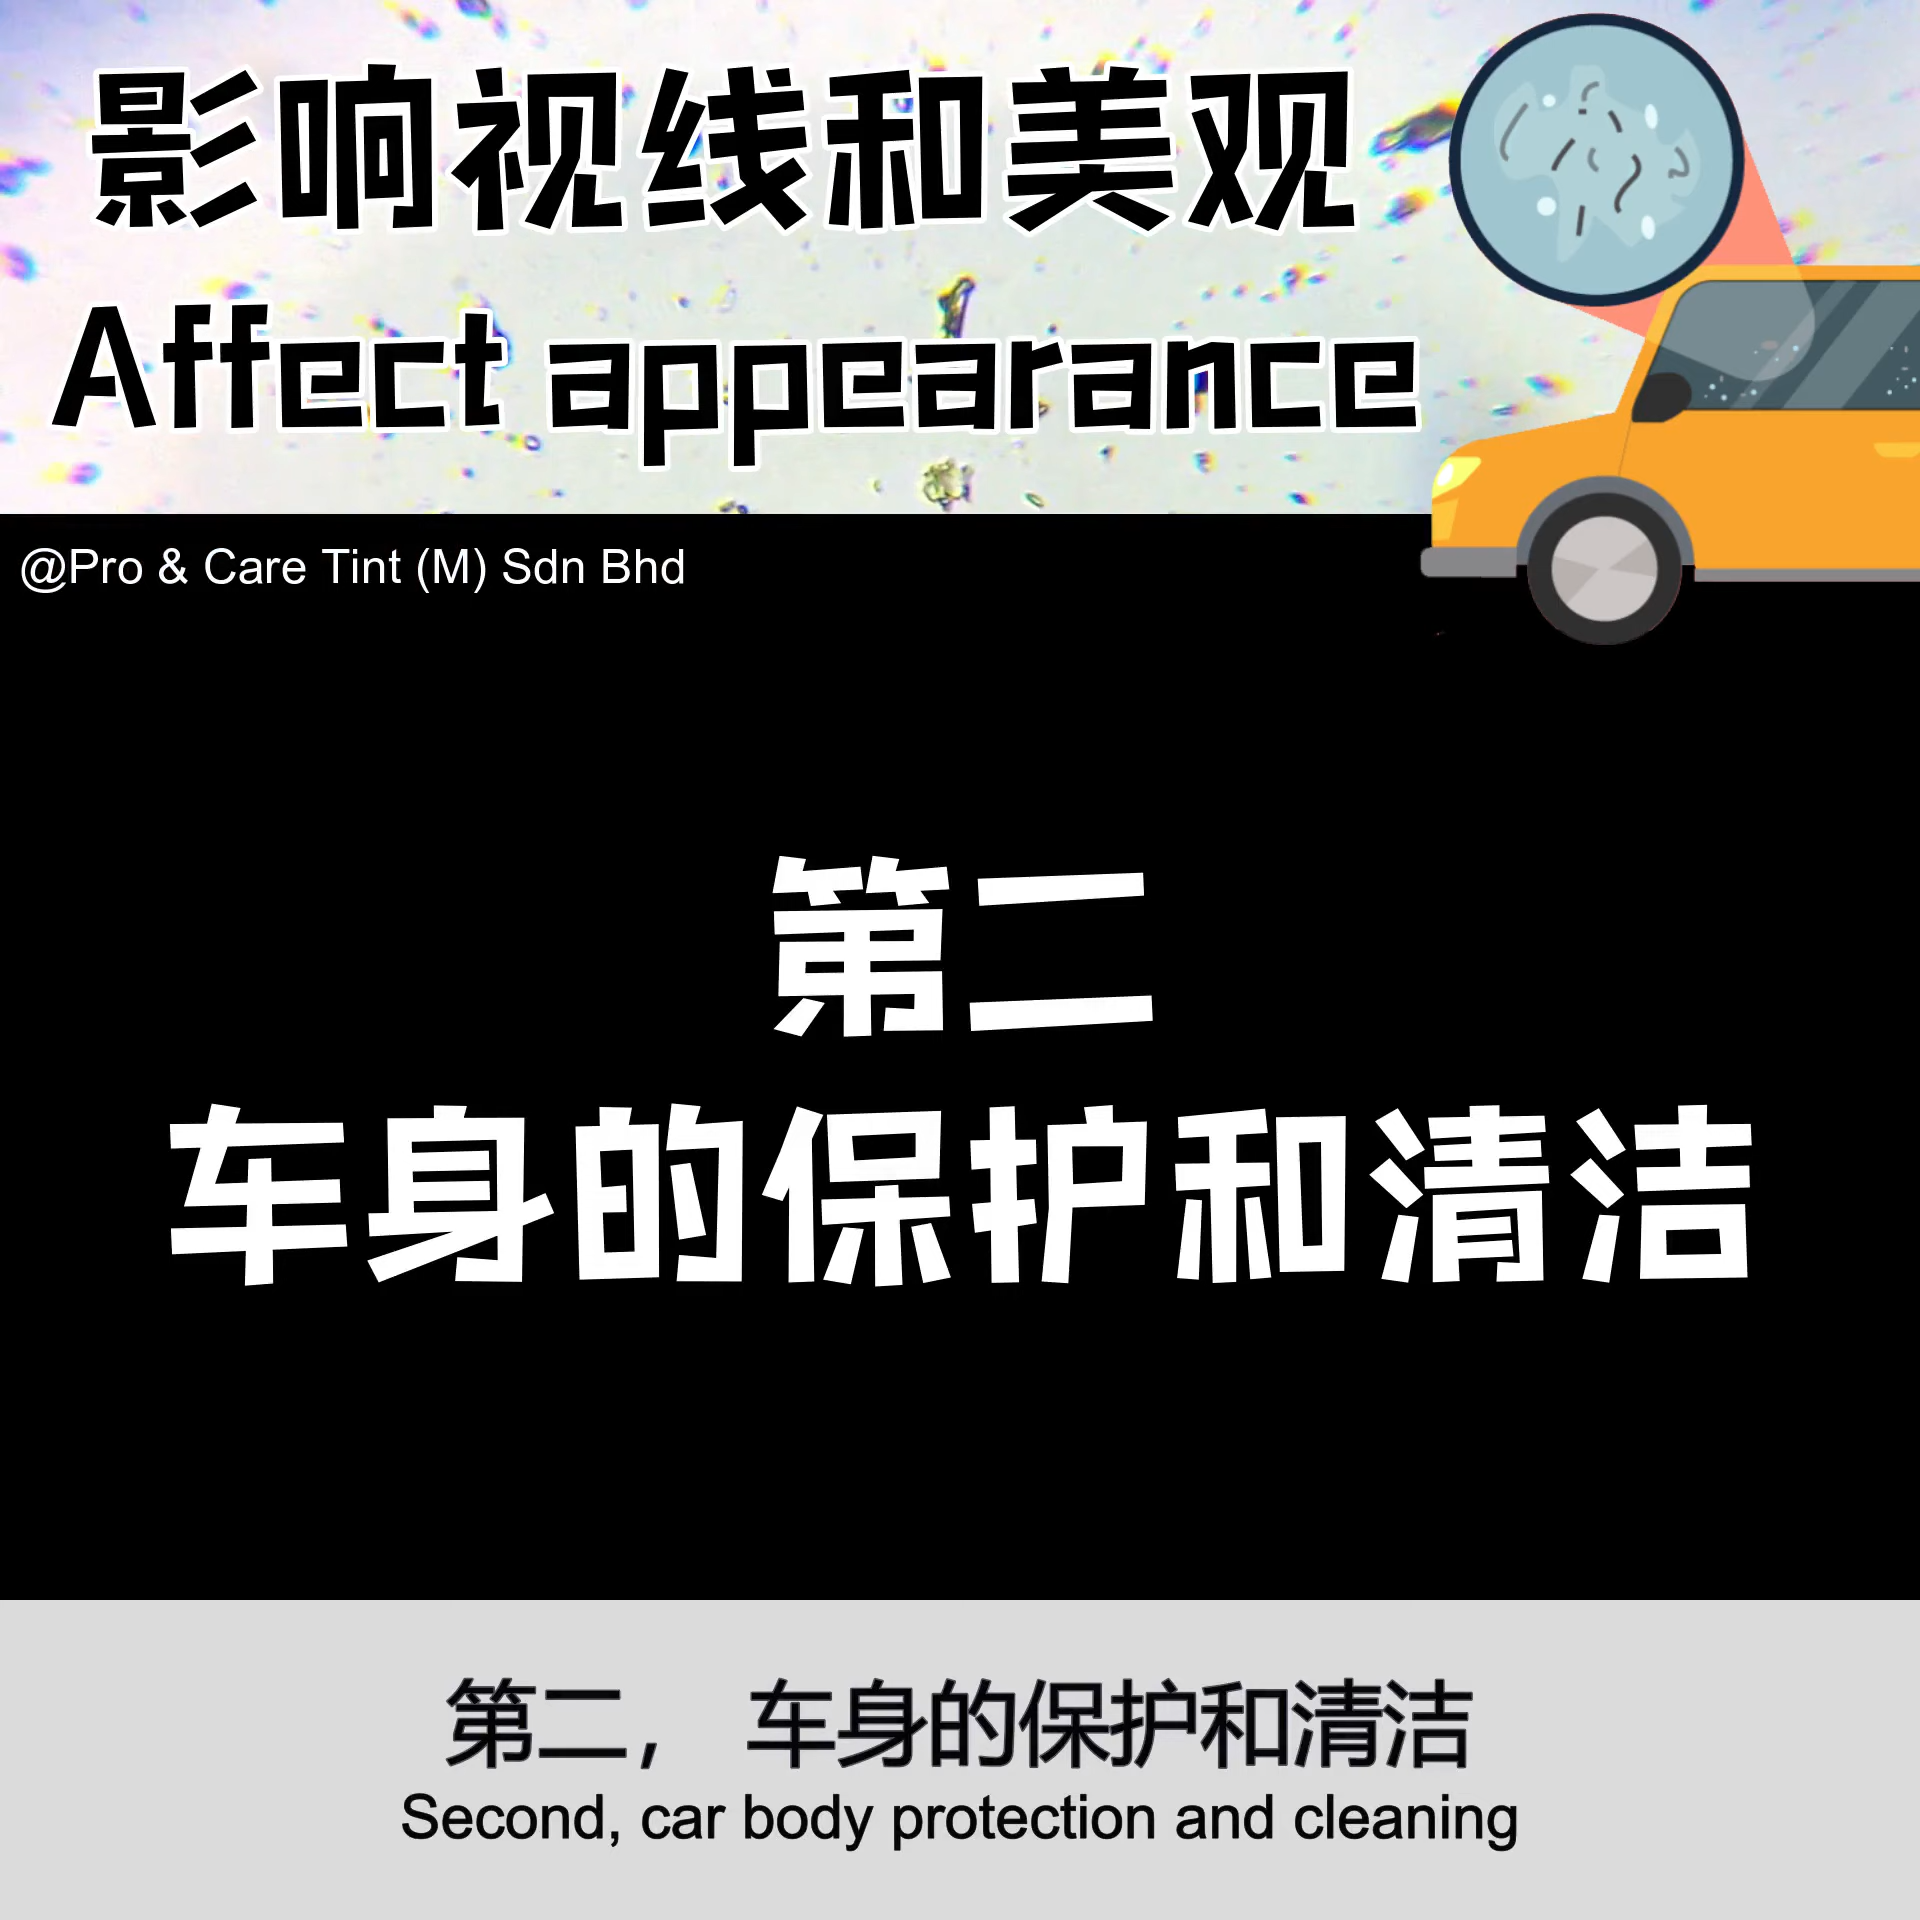 影响视线和美观
Affect appearance
@Pro & Care Tint (M) Sdn Bhd
第二
车身的保护和清洁
第二， 车身的保护和清洁
Second, car body protection and cleaning